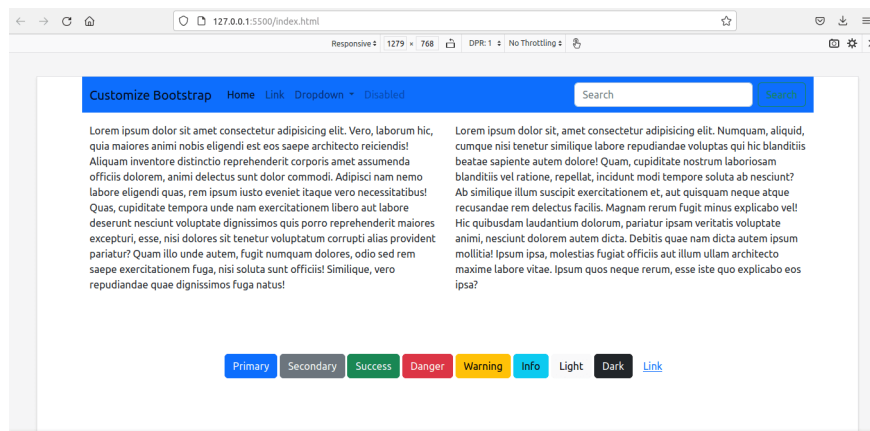 127.0.0.1:5500/index.html
Responsive 1279 × 768 DPR: 1 No Throttling
Customize Bootstrap Home Link Dropdown Disabled Search Search
Lorem ipsum dolor sit amet consectetur adipisicing elit. Vero, laborum hic,
quia maiores animi nobis eligendi est eos saepe architecto reiciendis!
Aliquam inventore distinctio reprehenderit corporis amet assumenda
officiis dolorem, animi delectus sunt dolor commodi. Adipisci nam nemo
labore eligendi quas, rem ipsum iusto eveniet itaque vero necessitatibus!
Quas, cupiditate tempora unde nam exercitationem libero aut labore
deserunt nesciunt voluptate dignissimos quis porro reprehenderit maiores
excepturi, esse, nisi dolores sit tenetur voluptatum corrupti alias provident
pariatur? Quam illo unde autem, fugit numquam dolores, odio sed rem
saepe exercitationem fuga, nisi soluta sunt officiis! Similique, vero
repudiandae quae dignissimos fuga natus!
Lorem ipsum dolor sit, amet consectetur adipisicing elit. Numquam, aliquid,
cumque nisi tenetur similique labore repudiandae voluptas qui hic blanditiis
beatae sapiente autem dolore! Quam, cupiditate nostrum laboriosam
blanditiis vel ratione, repellat, incidunt modi tempore soluta ab nesciunt?
Ab similique illum suscipit exercitationem et, aut quisquam neque atque
recusandae rem delectus facilis. Magnam rerum fugit minus explicabo vel!
Hic quibusdam laudantium dolorum, pariatur ipsam veritatis voluptate
animi, nesciunt dolorem autem dicta. Debitis quae nam dicta autem ipsum
mollitia! Ipsum ipsa, molestias fugiat officiis aut illum ullam architecto
maxime labore vitae. Ipsum quos neque rerum, esse iste quo explicabo eos
ipsa?
Primary Secondary Success Danger Warning Info Light Dark Link